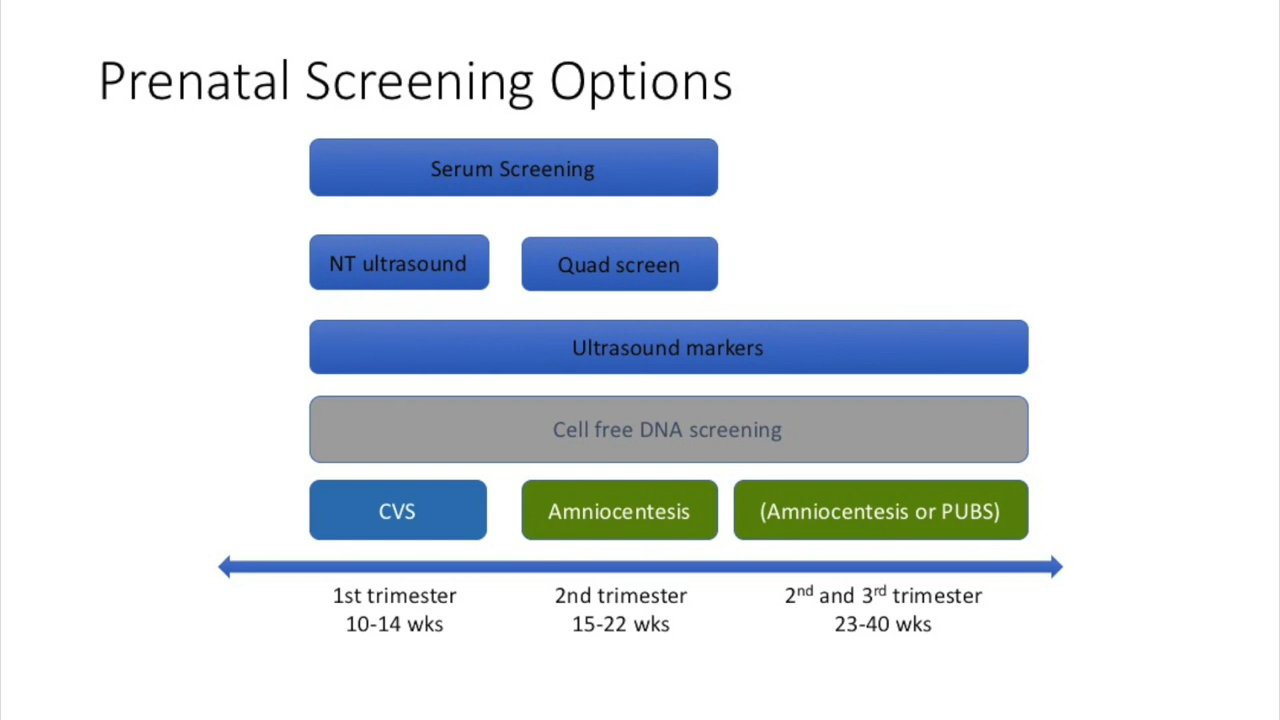 Prenatal Screening Options
Serum Screening
NT ultrasound
Quad screen
Ultrasound markers
Cell free DNA screening
CVS
Amniocentesis
(Amniocentesis or PUBS)
1st trimester
10-14 wks
2nd trimester
15-22 wks
2nd and 3rd trimester
23-40 wks